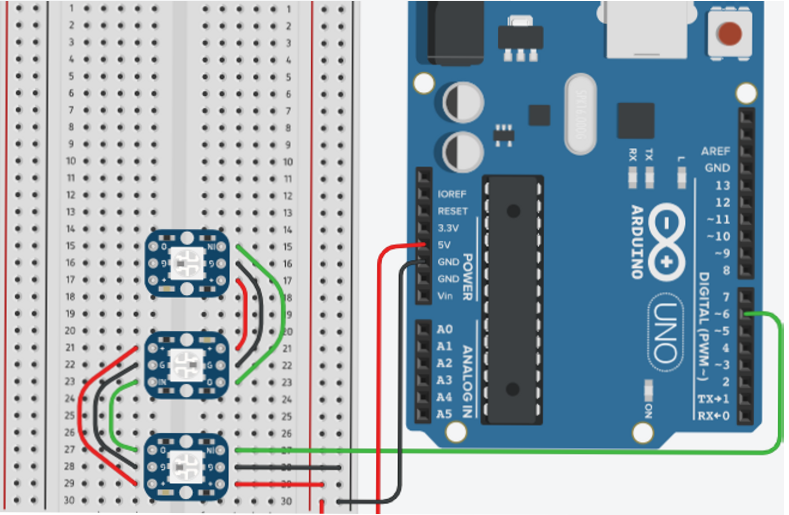 1 1
2 2
3 3
4 4
5 5
6 6
7 7
8 8
9 9
10 10
11 11
12 12
13 13
14 14
15 15
16 16
17 17
18 18
19 19
20 20
21 21
22 22
23 23
24 24
25 25
26 26
27 27
28 28
29 29
30 30
O IN
G G
+ +
+ +
G G
IN O
O IN
G G
+ +
IOREF
RESET
3.3V
5V
GND
GND
Vin
POWER
A0
A1
A2
A3
A4
A5
ANALOG IN
RX
TX
L
ARDUINO
UNO
ON
AREF
GND
13
12
~11
~10
~9
8
7
~6
~5
4
~3
2
TX→1
RX←0
DIGITAL (PWM~)